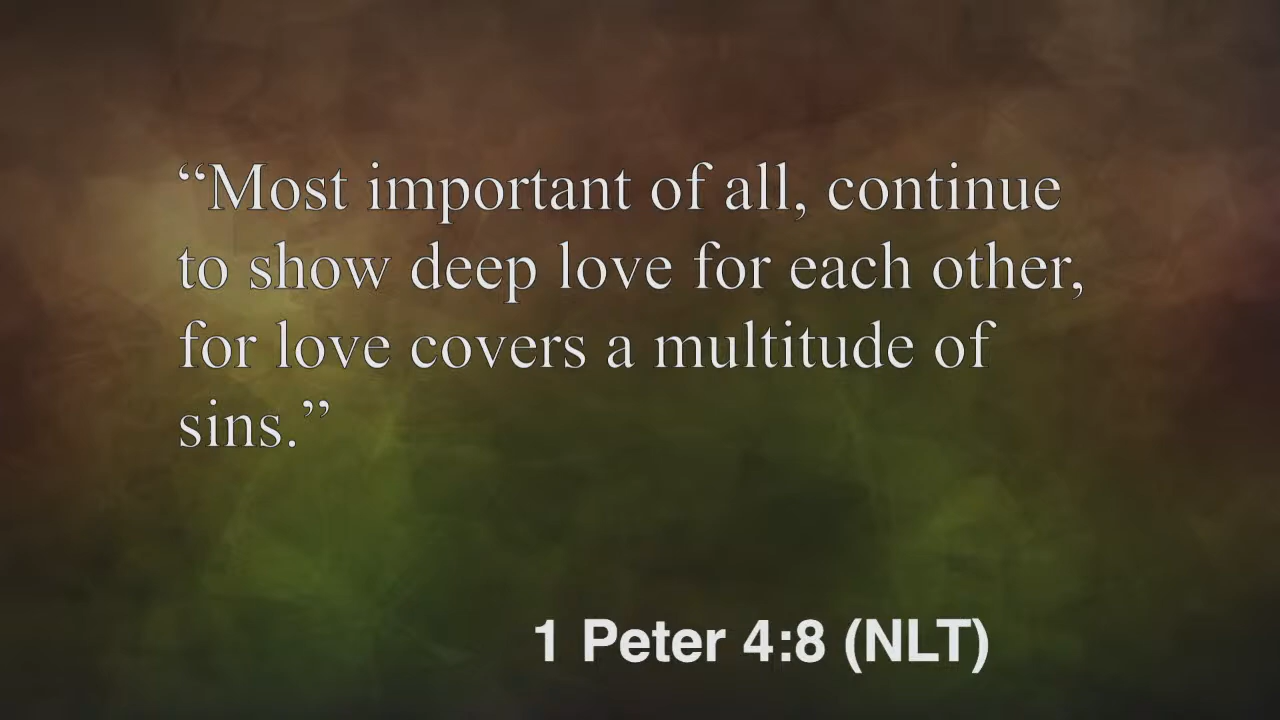 “Most important of all, continue
to show deep love for each other,
for love covers a multitude of
sins.”
1 Peter 4:8 (NLT)